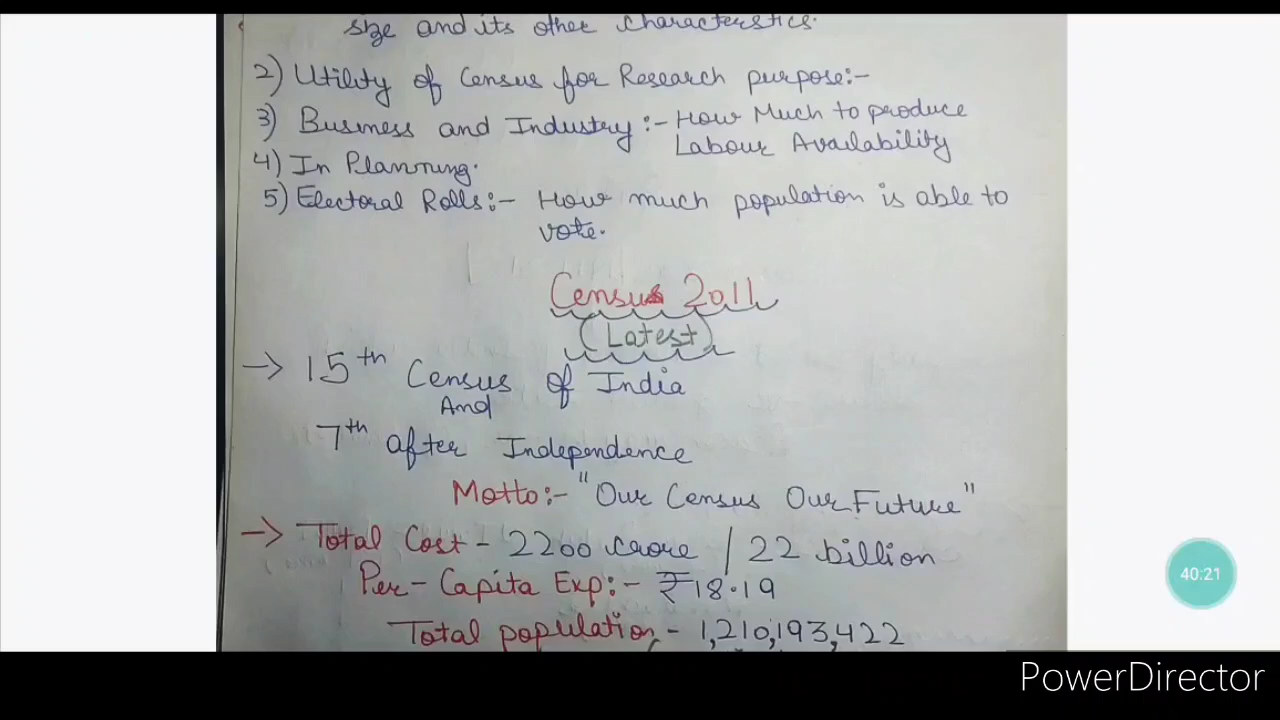 size and its other characteristics.
2) Utility of Census for Research purpose:-
3) Business and Industry:- How Much to produce
Labour Availability
4) In Planning.
5) Electoral Rolls:- How much population is able to
vote.
Census 2011
(Latest)
→ 15th Census of India
And
7th after Independence
Motto:- "Our Census Our Future"
→ Total Cost - 2200 crore / 22 billion
Per-Capita Exp:- ₹18.19
Total population - 1,210,193,422
40:21
PowerDirector